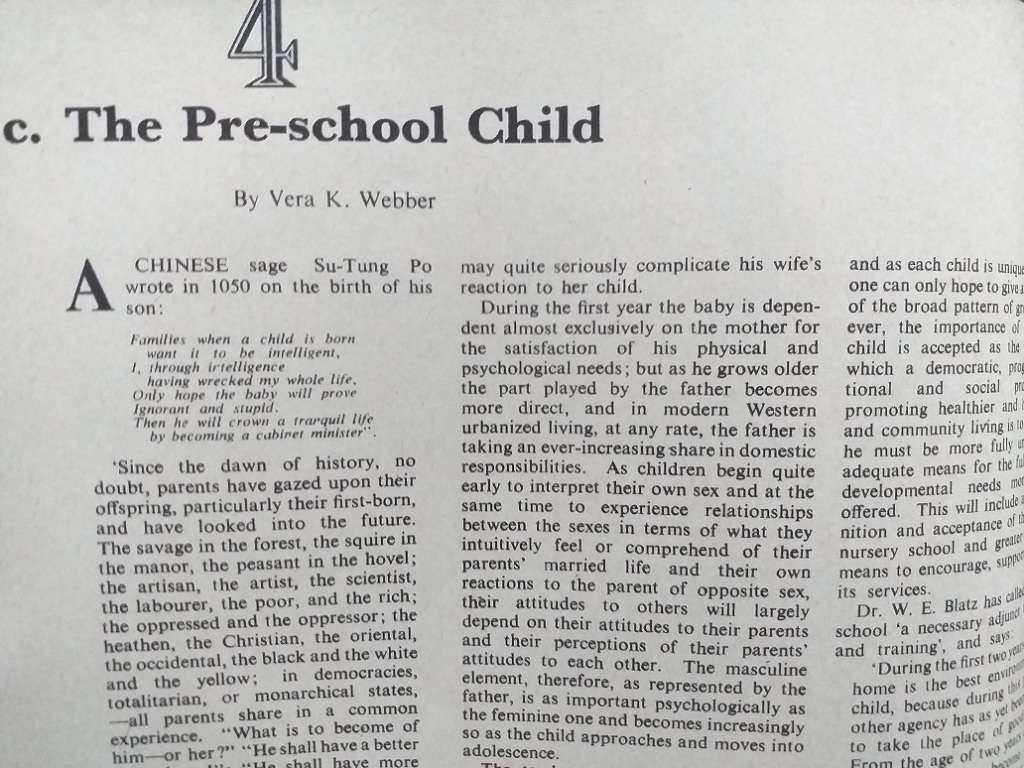 4
c. The Pre-school Child
By Vera K. Webber
A CHINESE sage Su-Tung Po
wrote in 1050 on the birth of his
son:
Families when a child is born
want it to be intelligent,
I, through irtelligence
having wrecked my whole life,
Only hope the baby will prove
Ignorant and stupid.
Then he will crown a trarquil life
by becoming a cabiret minister".
'Since the dawn of history, no
doubt, parents have gazed upon their
offspring, particularly their first-born,
and have looked into the future.
The savage in the forest, the squire in
the manor, the peasant in the hovel;
the artisan, the artist, the scientist,
the labourer, the poor, and the rich;
the oppressed and the oppressor; the
heathen, the Christian, the oriental,
the occidental, the black and the white
and the yellow; in democracies,
totalitarian, or monarchical states,
—all parents share in a common
experience. "What is to become of
him—or her?" "He shall have a better
"He shall have more
may quite seriously complicate his wife's
reaction to her child.
During the first year the baby is depen-
dent almost exclusively on the mother for
the satisfaction of his physical and
psychological needs; but as he grows older
the part played by the father becomes
more direct, and in modern Western
urbanized living, at any rate, the father is
taking an ever-increasing share in domestic
responsibilities. As children begin quite
early to interpret their own sex and at the
same time to experience relationships
between the sexes in terms of what they
intuitively feel or comprehend of their
parents' married life and their own
reactions to the parent of opposite sex,
their attitudes to others will largely
depend on their attitudes to their parents
and their perceptions of their parents'
attitudes to each other. The masculine
element, therefore, as represented by the
father, is as important psychologically as
the feminine one and becomes increasingly
so as the child approaches and moves into
adolescence.
and as each child is unique
one can only hope to give a
of the broad pattern of
ever, the importance of
child is accepted as the
which a democratic,
tional and social
promoting healthier and
and community living is to
he must be more fully
adequate means for the
developmental needs
offered. This will include
nition and acceptance of
nursery school and greater
means to encourage,
its services.
Dr. W. E. Blatz has called
school 'a necessary adjunct
and training', and says:
'During the first two years
home is the best
child, because during this
other agency has as yet
to take the place of
From the age of two years